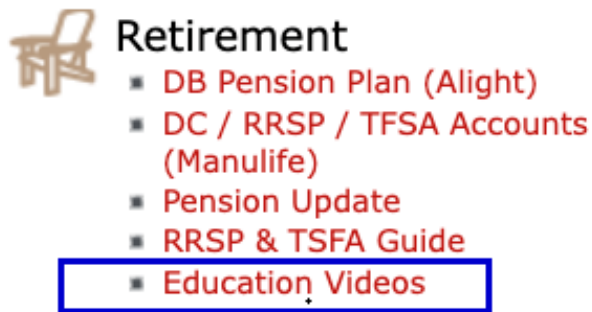 Retirement
DB Pension Plan (Alight)
DC / RRSP / TFSA Accounts
(Manulife)
Pension Update
RRSP & TSFA Guide
Education Videos